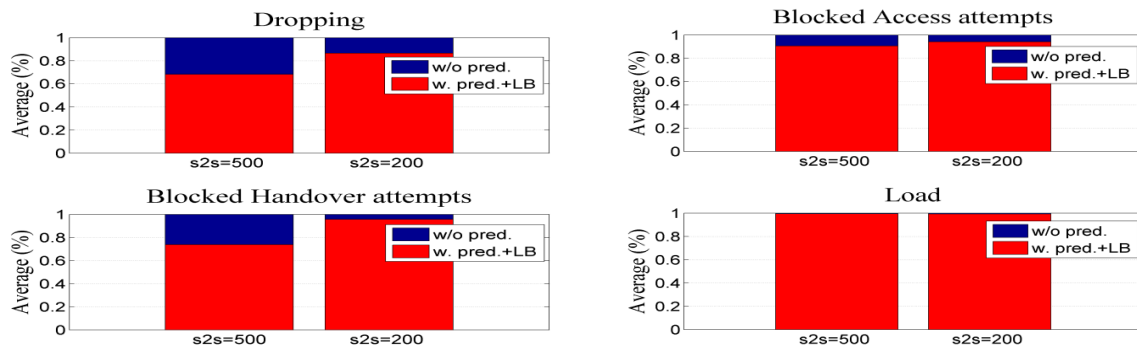 Dropping
Average (%)
1
0.8
0.6
0.4
0.2
0
w/o pred.
w. pred.+LB
s2s=500
s2s=200
Blocked Access attempts
Average (%)
1
0.8
0.6
0.4
0.2
0
w/o pred.
w. pred.+LB
s2s=500
s2s=200
Blocked Handover attempts
Average (%)
1
0.8
0.6
0.4
0.2
0
w/o pred.
w. pred.+LB
s2s=500
s2s=200
Load
Average (%)
1
0.8
0.6
0.4
0.2
0
w/o pred.
w. pred.+LB
s2s=500
s2s=200